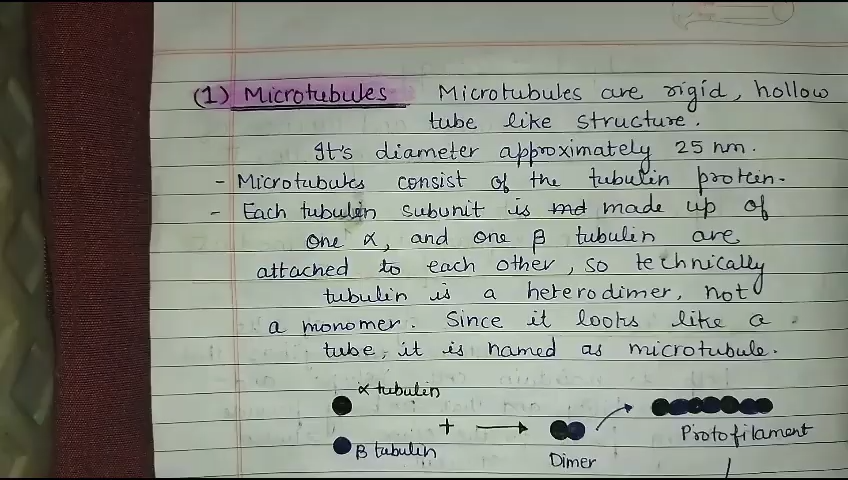 (1) Microtubules Microtubules are rigid, hollow
tube like structure.
It's diameter approximately 25 nm.
- Microtubules consist of the tubulin protein.
- Each tubulin subunit is md made up of
one α, and one β tubulin are
attached to each other, so technically
tubulin is a heterodimer, not
a monomer. Since it looks like a
tube, it is named as microtubule.
α tubulin
+
β tubulin
Dimer
Protofilament